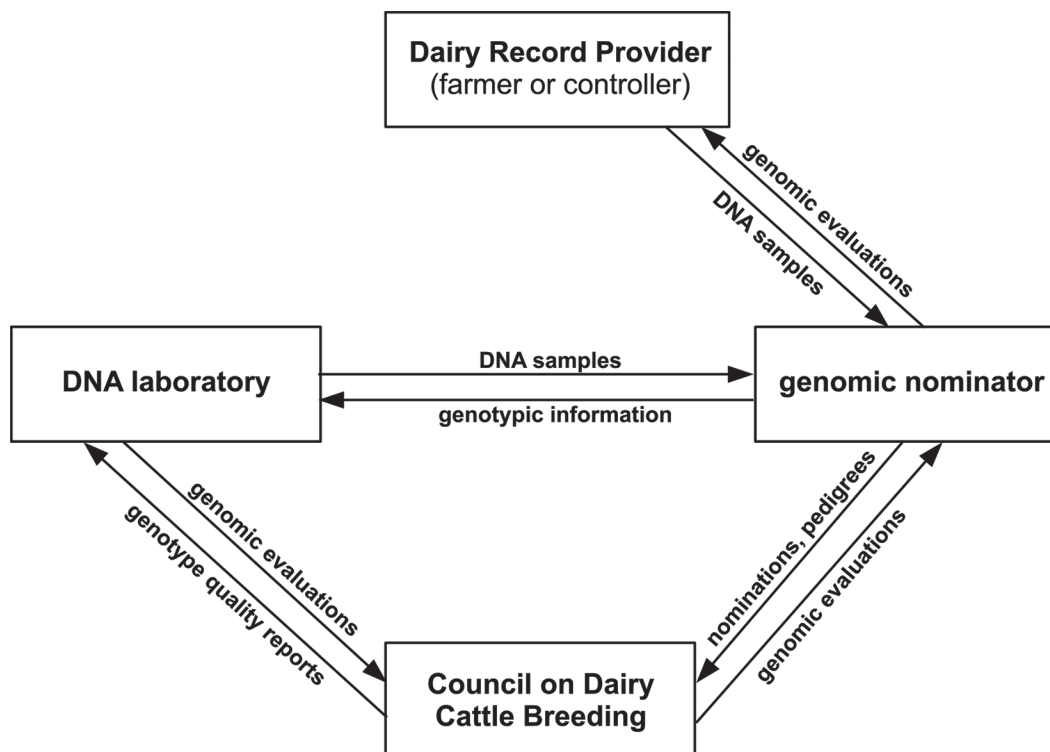 Dairy Record Provider
(farmer or controller)
genomic evaluations
DNA samples
DNA laboratory
DNA samples
genotypic information
genomic nominator
genomic evaluations
genotype quality reports
nominations, pedigrees
genomic evaluations
Council on Dairy
Cattle Breeding